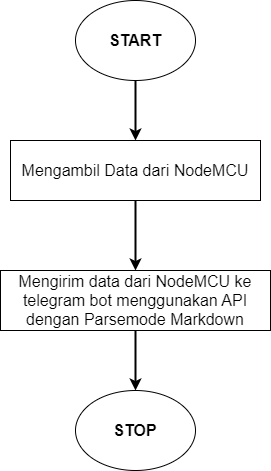 START
Mengambil Data dari NodeMCU
Mengirim data dari NodeMCU ke
telegram bot menggunakan API
dengan Parsemode Markdown
STOP